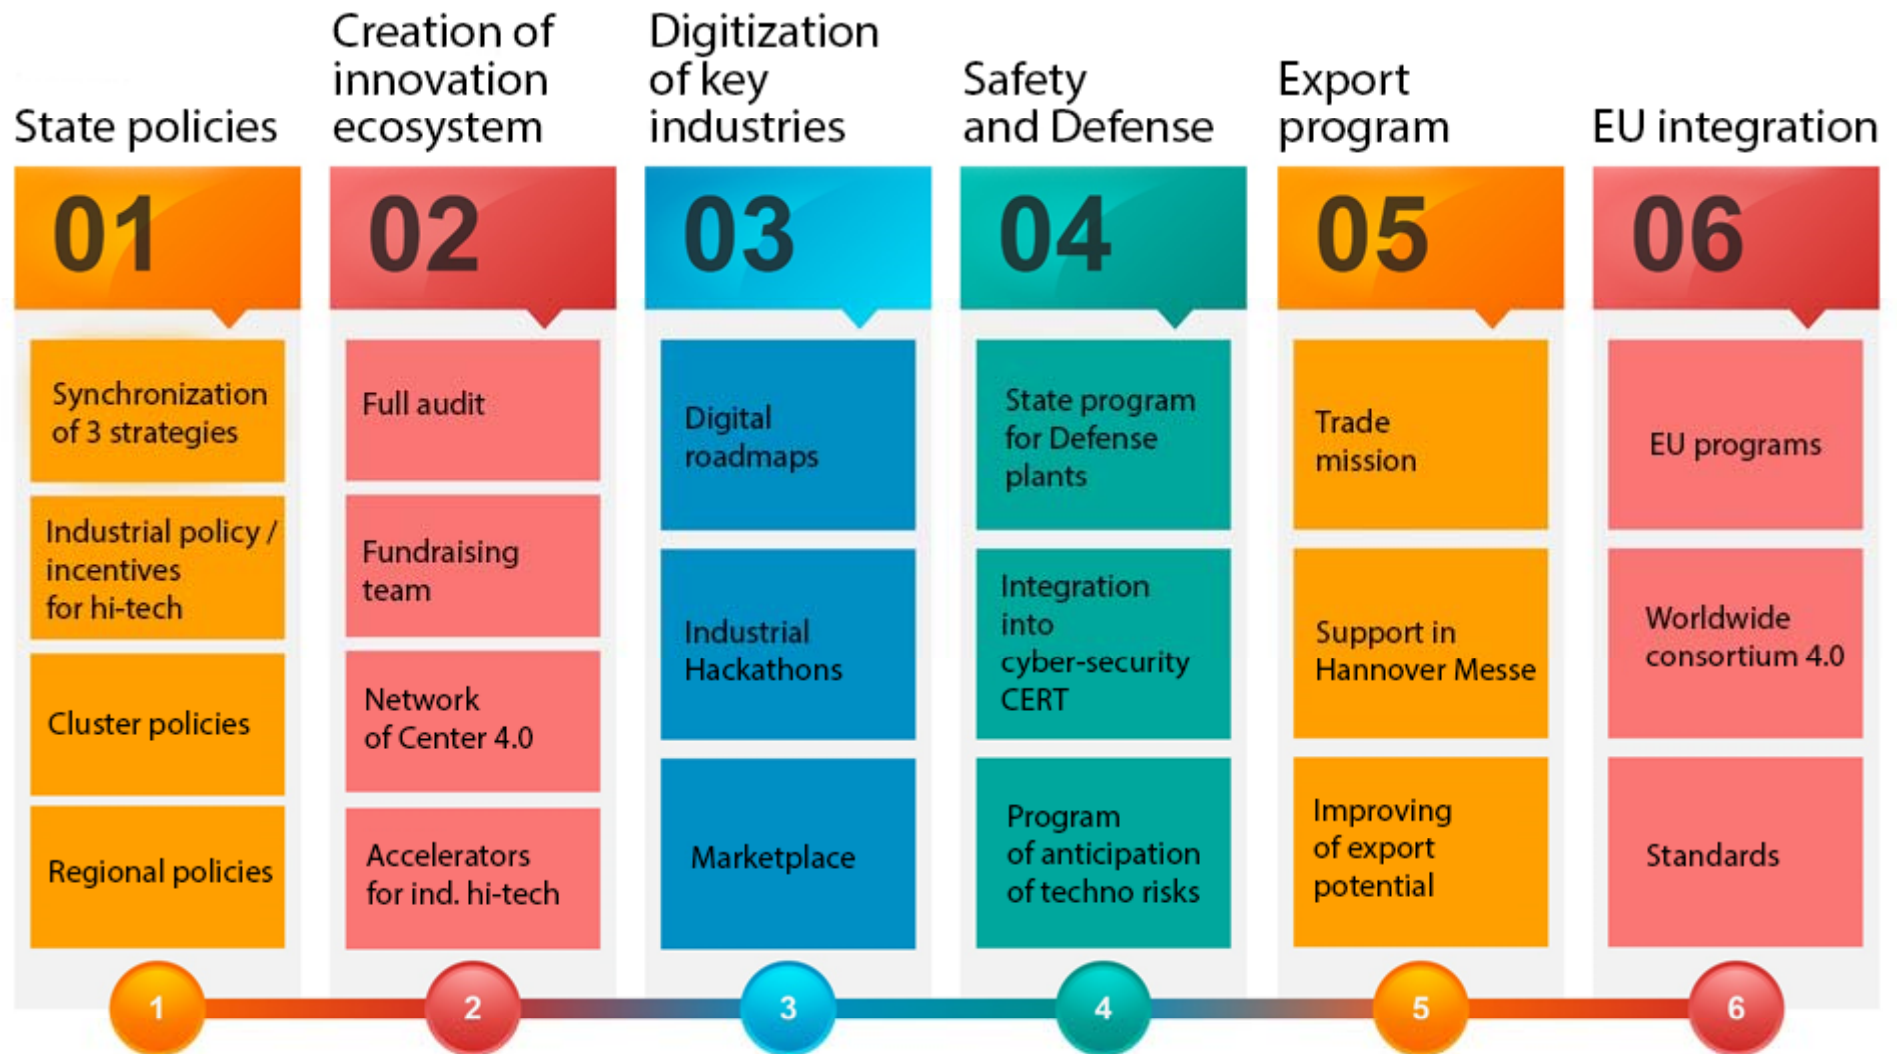 State policies
01
Synchronization
of 3 strategies
Industrial policy /
incentives
for hi-tech
Cluster policies
Regional policies
1
Creation of
innovation
ecosystem
02
Full audit
Fundraising
team
Network
of Center 4.0
Accelerators
for ind. hi-tech
2
Digitization
of key
industries
03
Digital
roadmaps
Industrial
Hackathons
Marketplace
3
Safety
and Defense
04
State program
for Defense
plants
Integration
into
cyber-security
CERT
Program
of anticipation
of techno risks
4
Export
program
05
Trade
mission
Support in
Hannover Messe
Improving
of export
potential
5
EU integration
06
EU programs
Worldwide
consortium 4.0
Standards
6